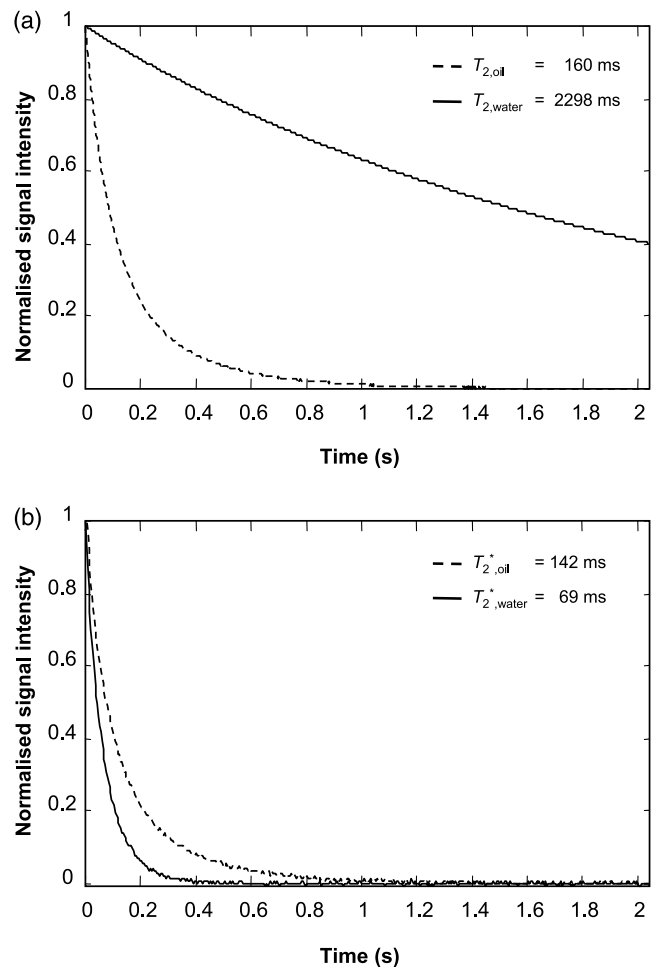 (a)
1
0.8
0.6
0.4
0.2
0
Normalised signal intensity
T2,oil = 160 ms
T2,water = 2298 ms
0 0.2 0.4 0.6 0.8 1 1.2 1.4 1.6 1.8 2
Time (s)
(b)
1
0.8
0.6
0.4
0.2
0
Normalised signal intensity
T2*,oil = 142 ms
T2*,water = 69 ms
0 0.2 0.4 0.6 0.8 1 1.2 1.4 1.6 1.8 2
Time (s)